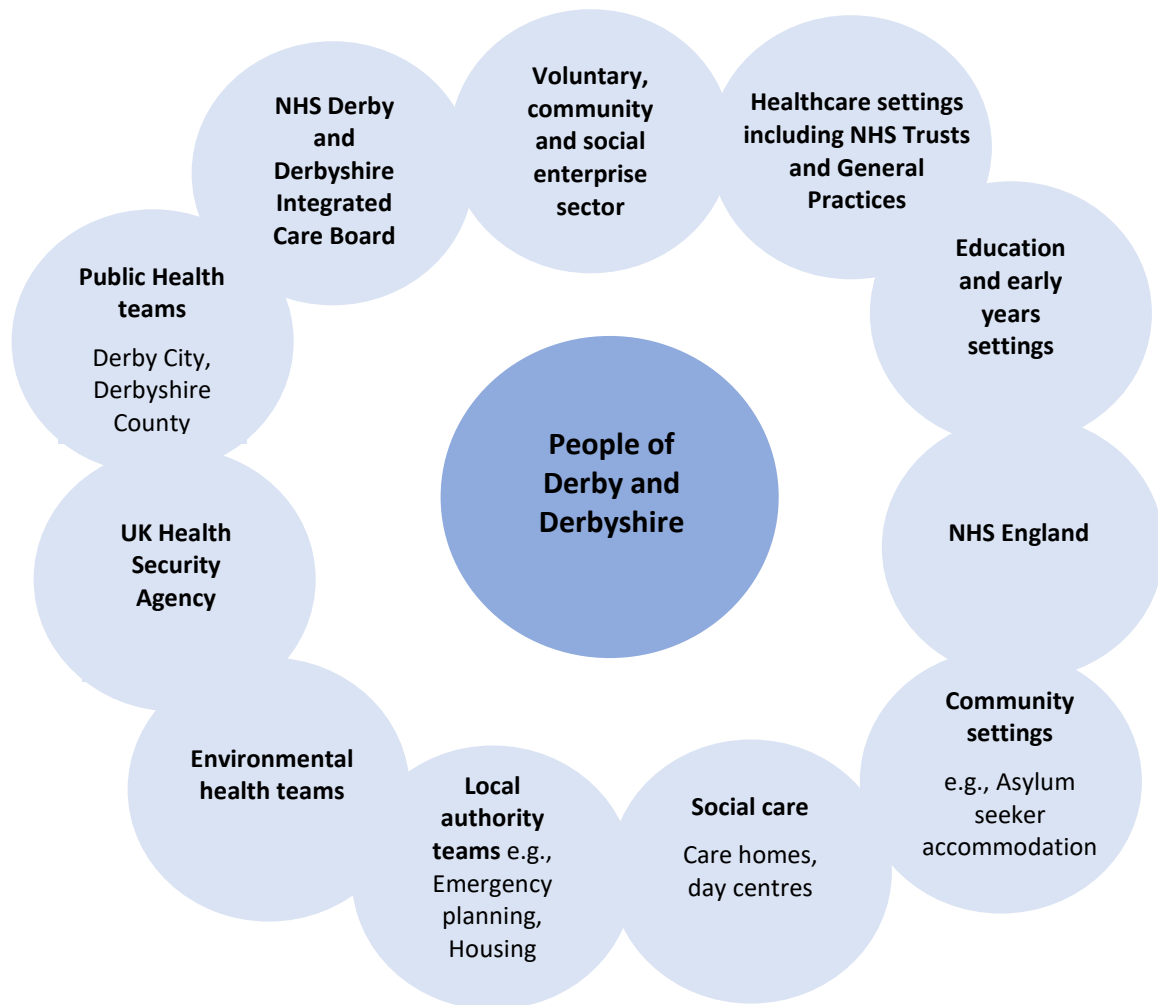 Voluntary,
community
and social
enterprise
sector
Healthcare settings
including NHS Trusts
and General
Practices
Education
and early
years
settings
NHS England
Community
settings
e.g., Asylum
seeker
accommodation
Social care
Care homes,
day centres
Local
authority
teams e.g.,
Emergency
planning,
Housing
Environmental
health teams
UK Health
Security
Agency
Public Health
teams
Derby City,
Derbyshire
County
NHS Derby
and
Derbyshire
Integrated
Care Board
People of
Derby and
Derbyshire